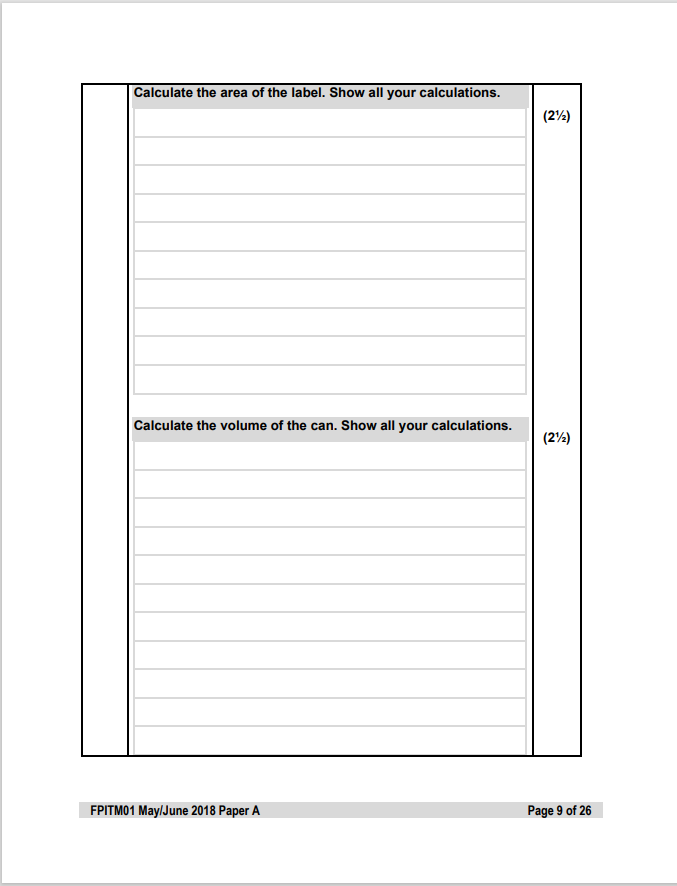 Calculate the area of the label. Show all your calculations.
(2½)
Calculate the volume of the can. Show all your calculations.
(2½)
FPITM01 May/June 2018 Paper A Page 9 of 26